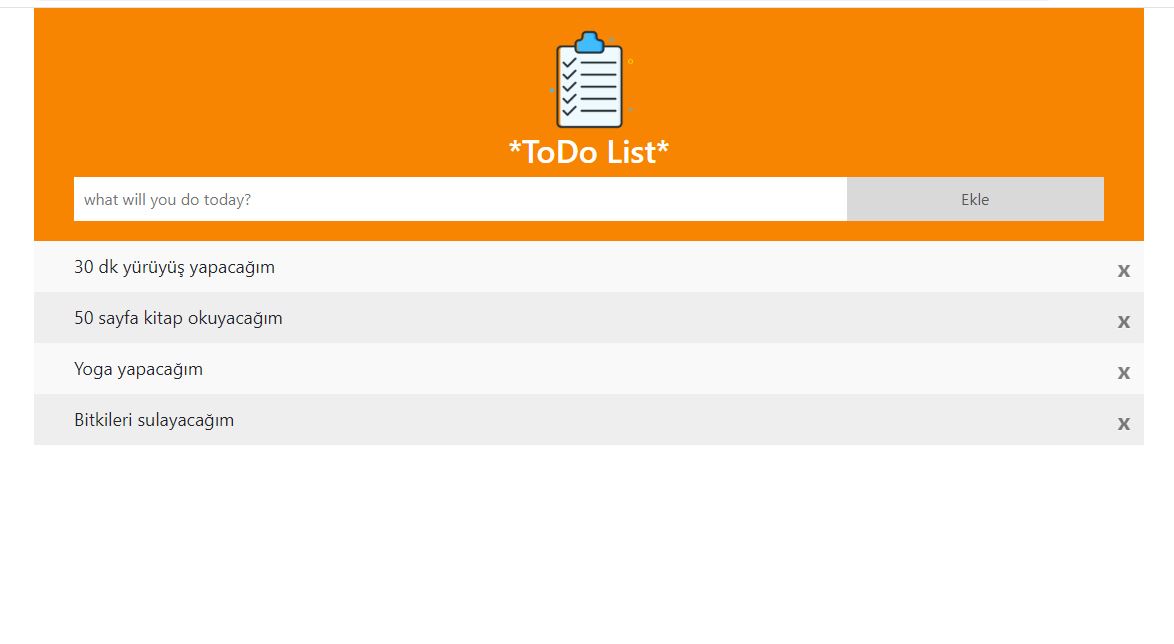 *ToDo List*
what will you do today?
Ekle
30 dk yürüyüş yapacağım
x
50 sayfa kitap okuyacağım
x
Yoga yapacağım
x
Bitkileri sulayacağım
x